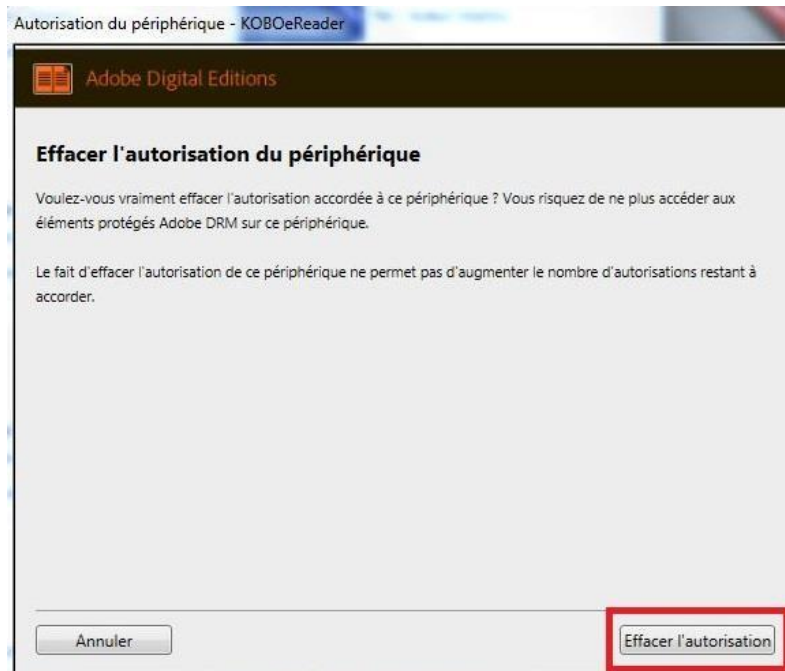 Autorisation du périphérique - KOBOeReader
Adobe Digital Editions
Effacer l'autorisation du périphérique
Voulez-vous vraiment effacer l'autorisation accordée à ce périphérique ? Vous risquez de ne plus accéder aux
éléments protégés Adobe DRM sur ce périphérique.
Le fait d'effacer l'autorisation de ce périphérique ne permet pas d'augmenter le nombre d'autorisations restant à
accorder.
Annuler
Effacer l'autorisation